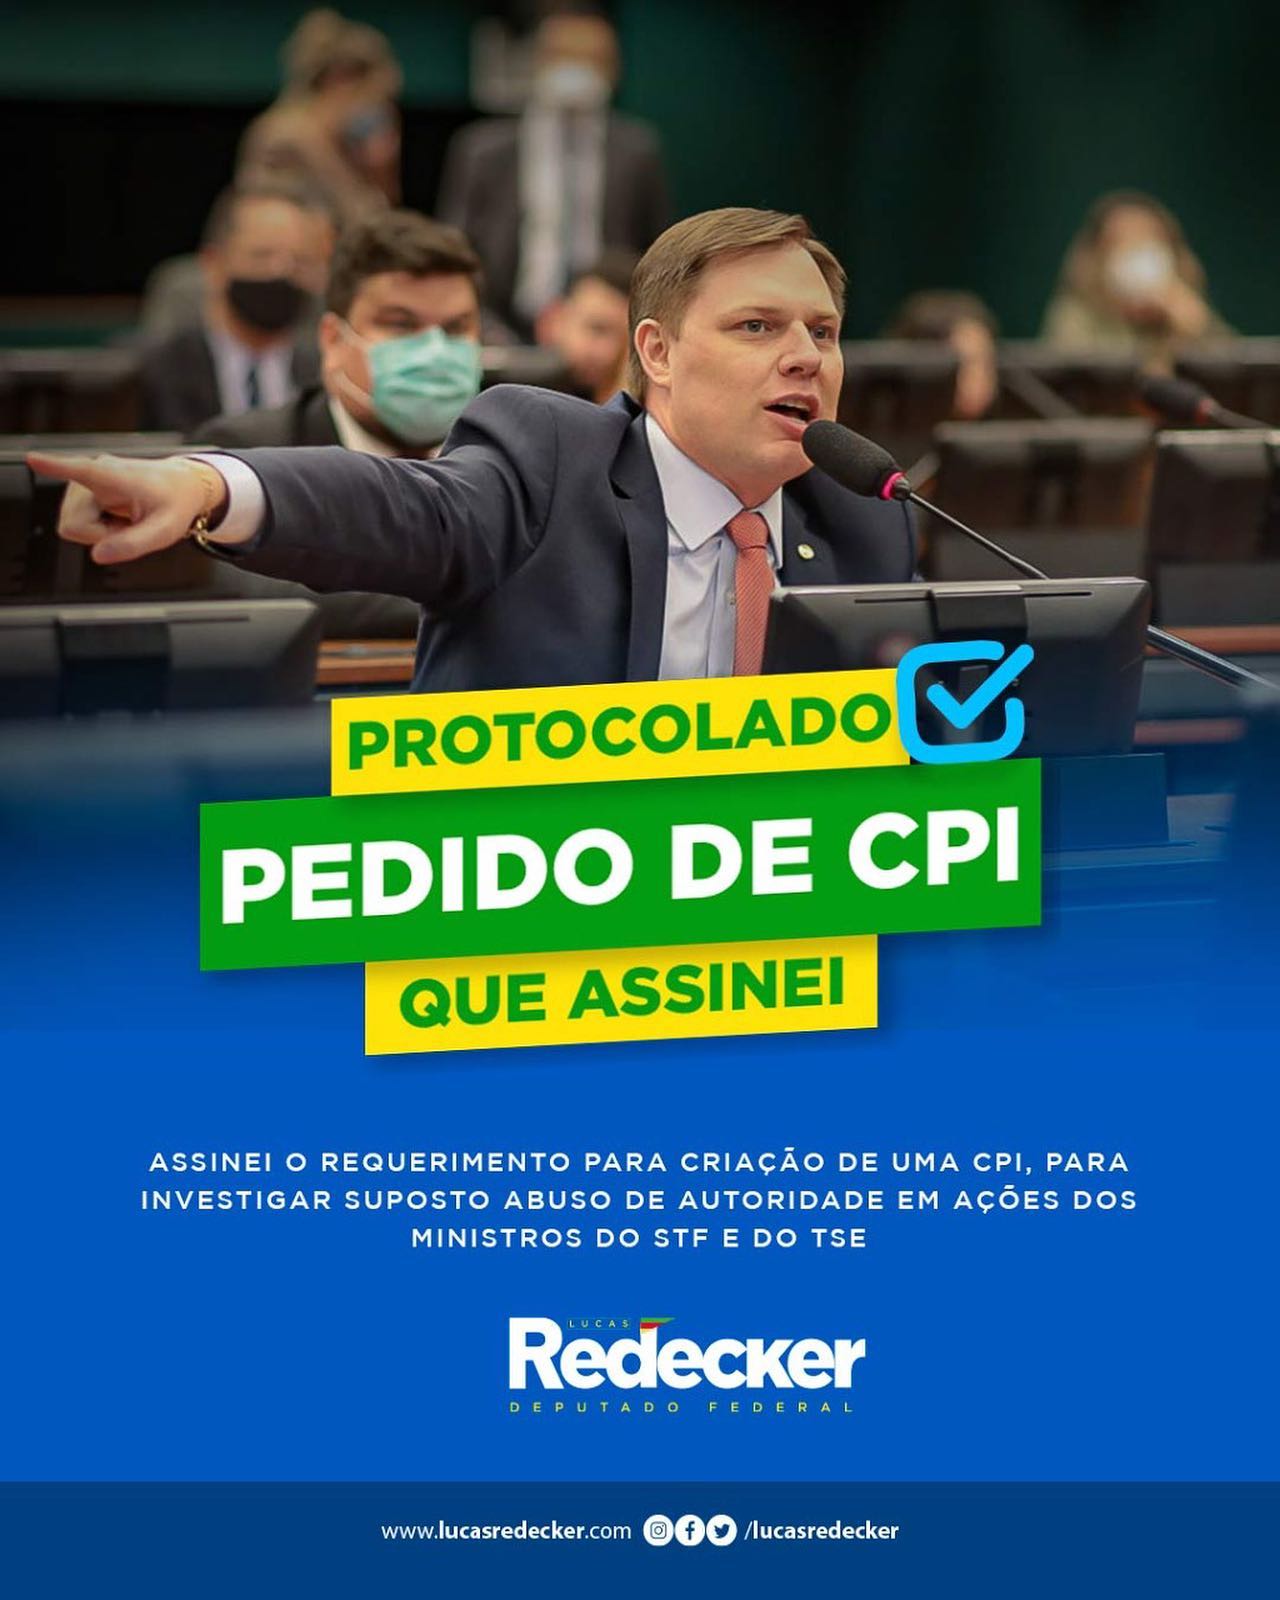 PROTOCOLADO
PEDIDO DE CPI
QUE ASSINEI
ASSINEI O REQUERIMENTO PARA CRIAÇÃO DE UMA CPI, PARA
INVESTIGAR SUPOSTO ABUSO DE AUTORIDADE EM AÇÕES DOS
MINISTROS DO STF E DO TSE
LUCAS
Redecker
DEPUTADO FEDERAL
www.lucasredecker.com /lucasredecker